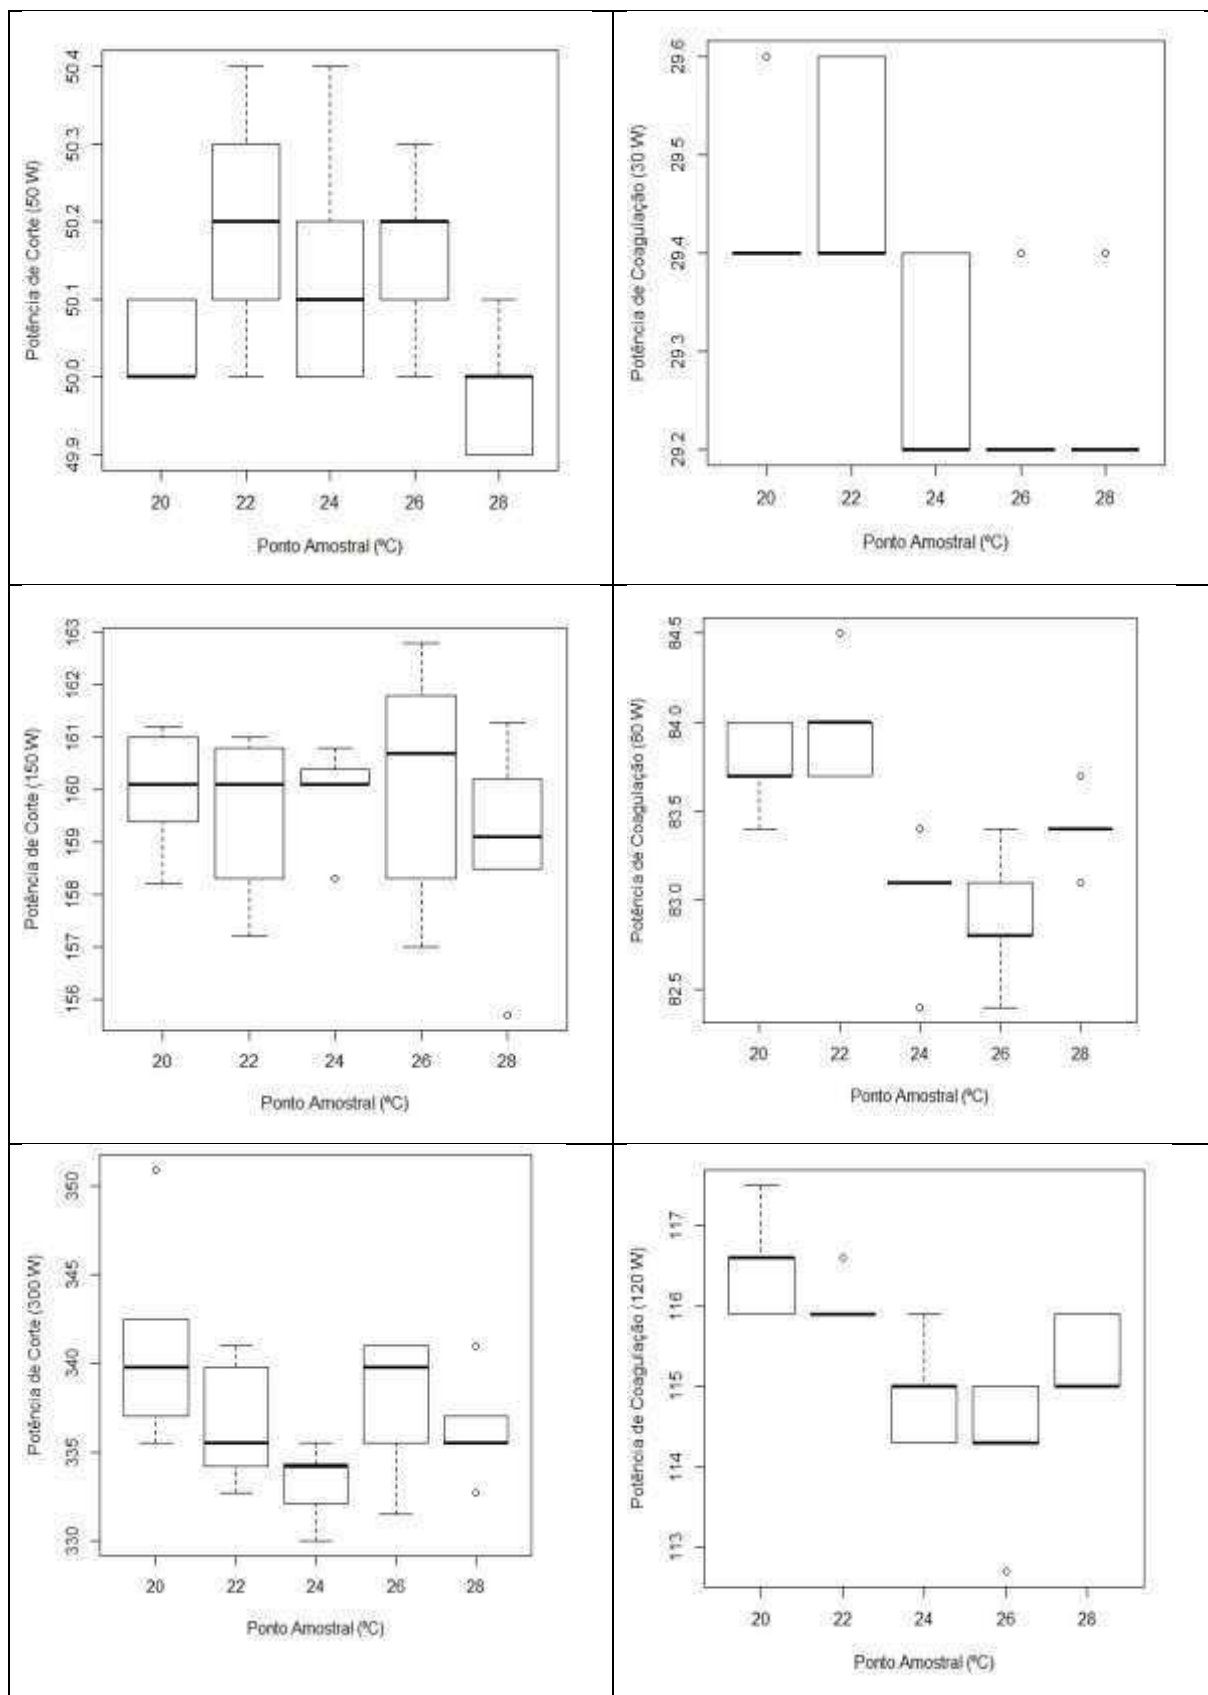 Potência de Corte (50 W)
50.4
50.3
50.2
50.1
50.0
49.9
20 22 24 26 28
Ponto Amostral (ºC)
Potência de Coagulação (30 W)
29.6
29.5
29.4
29.3
29.2
20 22 24 26 28
Ponto Amostral (ºC)
Potência de Corte (150 W)
163
162
161
160
159
158
157
156
20 22 24 26 28
Ponto Amostral (ºC)
Potência de Coagulação (80 W)
84.5
84.0
83.5
83.0
82.5
20 22 24 26 28
Ponto Amostral (ºC)
Potência de Corte (300 W)
350
345
340
335
330
20 22 24 26 28
Ponto Amostral (ºC)
Potência de Coagulação (120 W)
117
116
115
114
113
20 22 24 26 28
Ponto Amostral (ºC)